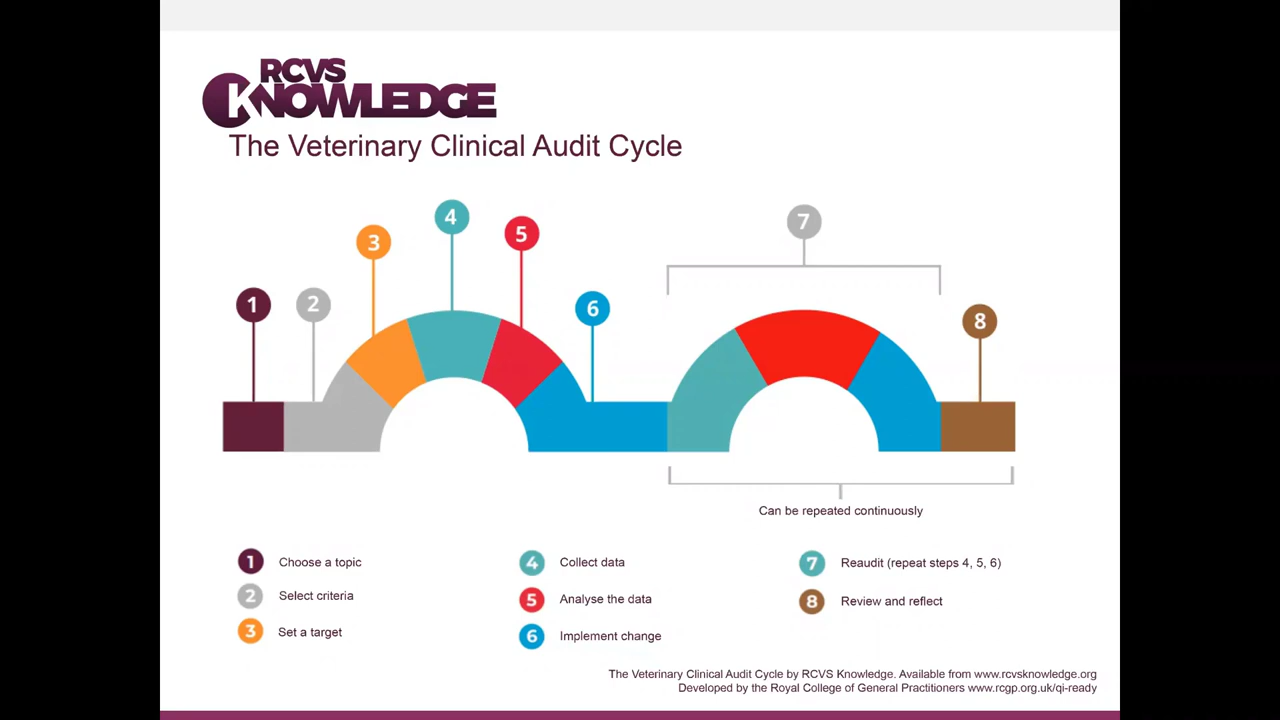 RCVS
KNOWLEDGE
The Veterinary Clinical Audit Cycle
1
2
3
4
5
6
7
8
Can be repeated continuously
1 Choose a topic
2 Select criteria
3 Set a target
4 Collect data
5 Analyse the data
6 Implement change
7 Reaudit (repeat steps 4, 5, 6)
8 Review and reflect
The Veterinary Clinical Audit Cycle by RCVS Knowledge. Available from www.rcvsknowledge.org
Developed by the Royal College of General Practitioners www.rcgp.org.uk/qi-ready